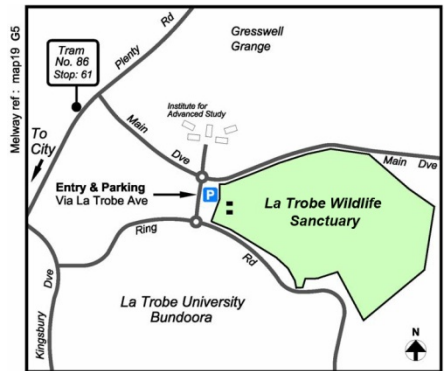 Melway ref : map19 G5
Tram
No. 86
Stop: 61
Plenty Rd
Gresswell
Grange
Institute for
Advanced Study
Main Dve
Main Dve
To
City
Entry & Parking
Via La Trobe Ave
P
La Trobe Wildlife
Sanctuary
Ring Rd
Kingsbury Dve
La Trobe University
Bundoora
N